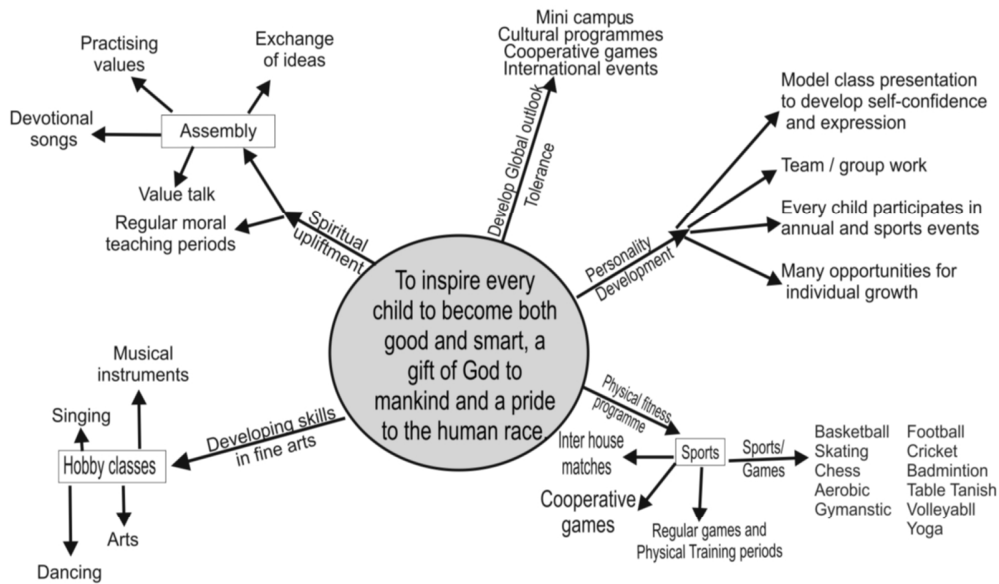 Practising
values
Exchange
of ideas
Devotional
songs
Assembly
Value talk
Regular moral
teaching periods
Spiritual
upliftment
Mini campus
Cultural programmes
Cooperative games
International events
Develop Global outlook
Tolerance
Model class presentation
to develop self-confidence
and expression
Team / group work
Every child participates in
annual and sports events
Many opportunities for
individual growth
Personality
Development
To inspire every
child to become both
good and smart, a
gift of God to
mankind and a pride
to the human race.
Musical
instruments
Singing
Hobby classes
Developing skills
in fine arts
Arts
Dancing
Physical fitness
programme
Inter house
matches
Sports
Sports/
Games
Cooperative
games
Regular games and
Physical Training periods
Basketball
Skating
Chess
Aerobic
Gymanstic
Football
Cricket
Badmintion
Table Tanish
Volleyabll
Yoga